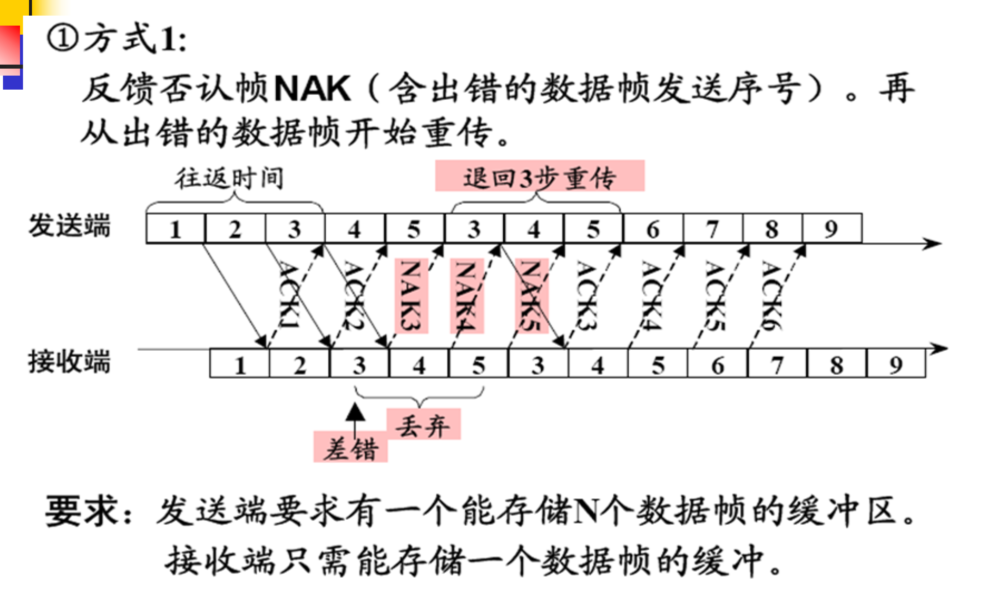 ①方式1:
反馈否认帧NAK（含出错的数据帧发送序号）。再
从出错的数据帧开始重传。
往返时间 退回3步重传
发送端 1 2 3 4 5 3 4 5 6 7 8 9
ACK1 ACK2 NAK3 NAK4 NAK5 ACK3 ACK4 ACK5 ACK6
接收端 1 2 3 4 5 3 4 5 6 7 8 9
丢弃
差错
要求：发送端要求有一个能存储N个数据帧的缓冲区。
接收端只需能存储一个数据帧的缓冲。